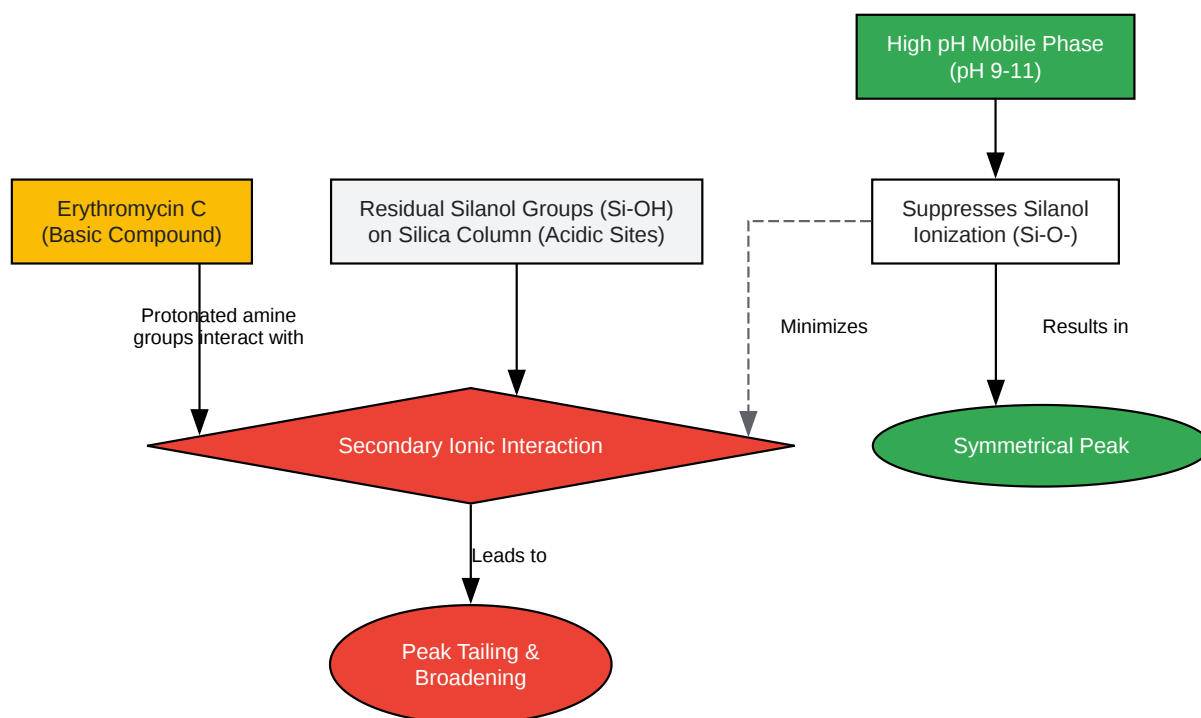 High pH Mobile Phase
(pH 9-11)
Erythromycin C
(Basic Compound)
Residual Silanol Groups (Si-OH)
on Silica Column (Acidic Sites)
Suppresses Silanol
Ionization (Si-O-)
Protonated amine
groups interact with
Minimizes
Results in
Secondary Ionic Interaction
Symmetrical Peak
Leads to
Peak Tailing &
Broadening